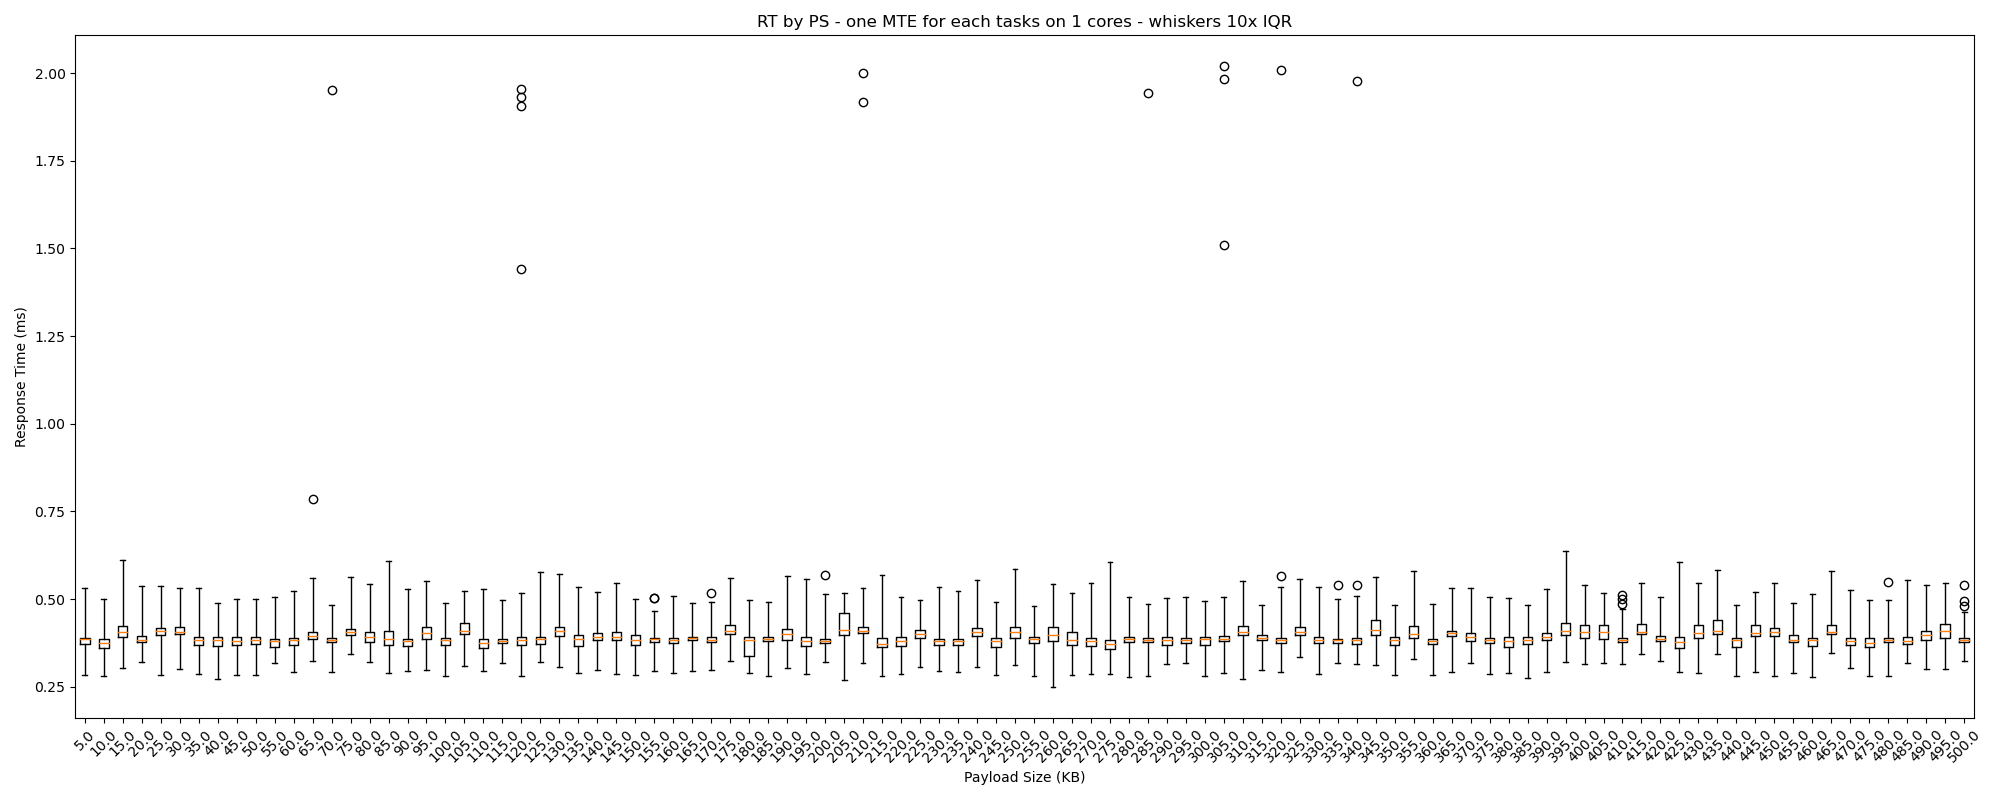 RT by PS - one MTE for each tasks on 1 cores - whiskers 10x IQR
2.00
1.75
1.50
1.25
1.00
0.75
0.50
0.25
Response Time (ms)
5.0 10.0 15.0 20.0 25.0 30.0 35.0 40.0 45.0 50.0 55.0 60.0 65.0 70.0 75.0 80.0 85.0 90.0 95.0 100.0 105.0 110.0 115.0 120.0 125.0 130.0 135.0 140.0 145.0 150.0 155.0 160.0 165.0 170.0 175.0 180.0 185.0 190.0 195.0 200.0 205.0 210.0 215.0 220.0 225.0 230.0 235.0 240.0 245.0 250.0 255.0 260.0 265.0 270.0 275.0 280.0 285.0 290.0 295.0 300.0 305.0 310.0 315.0 320.0 325.0 330.0 335.0 340.0 345.0 350.0 355.0 360.0 365.0 370.0 375.0 380.0 385.0 390.0 395.0 400.0 405.0 410.0 415.0 420.0 425.0 430.0 435.0 440.0 445.0 450.0 455.0 460.0 465.0 470.0 475.0 480.0 485.0 490.0 495.0 500.0
Payload Size (KB)